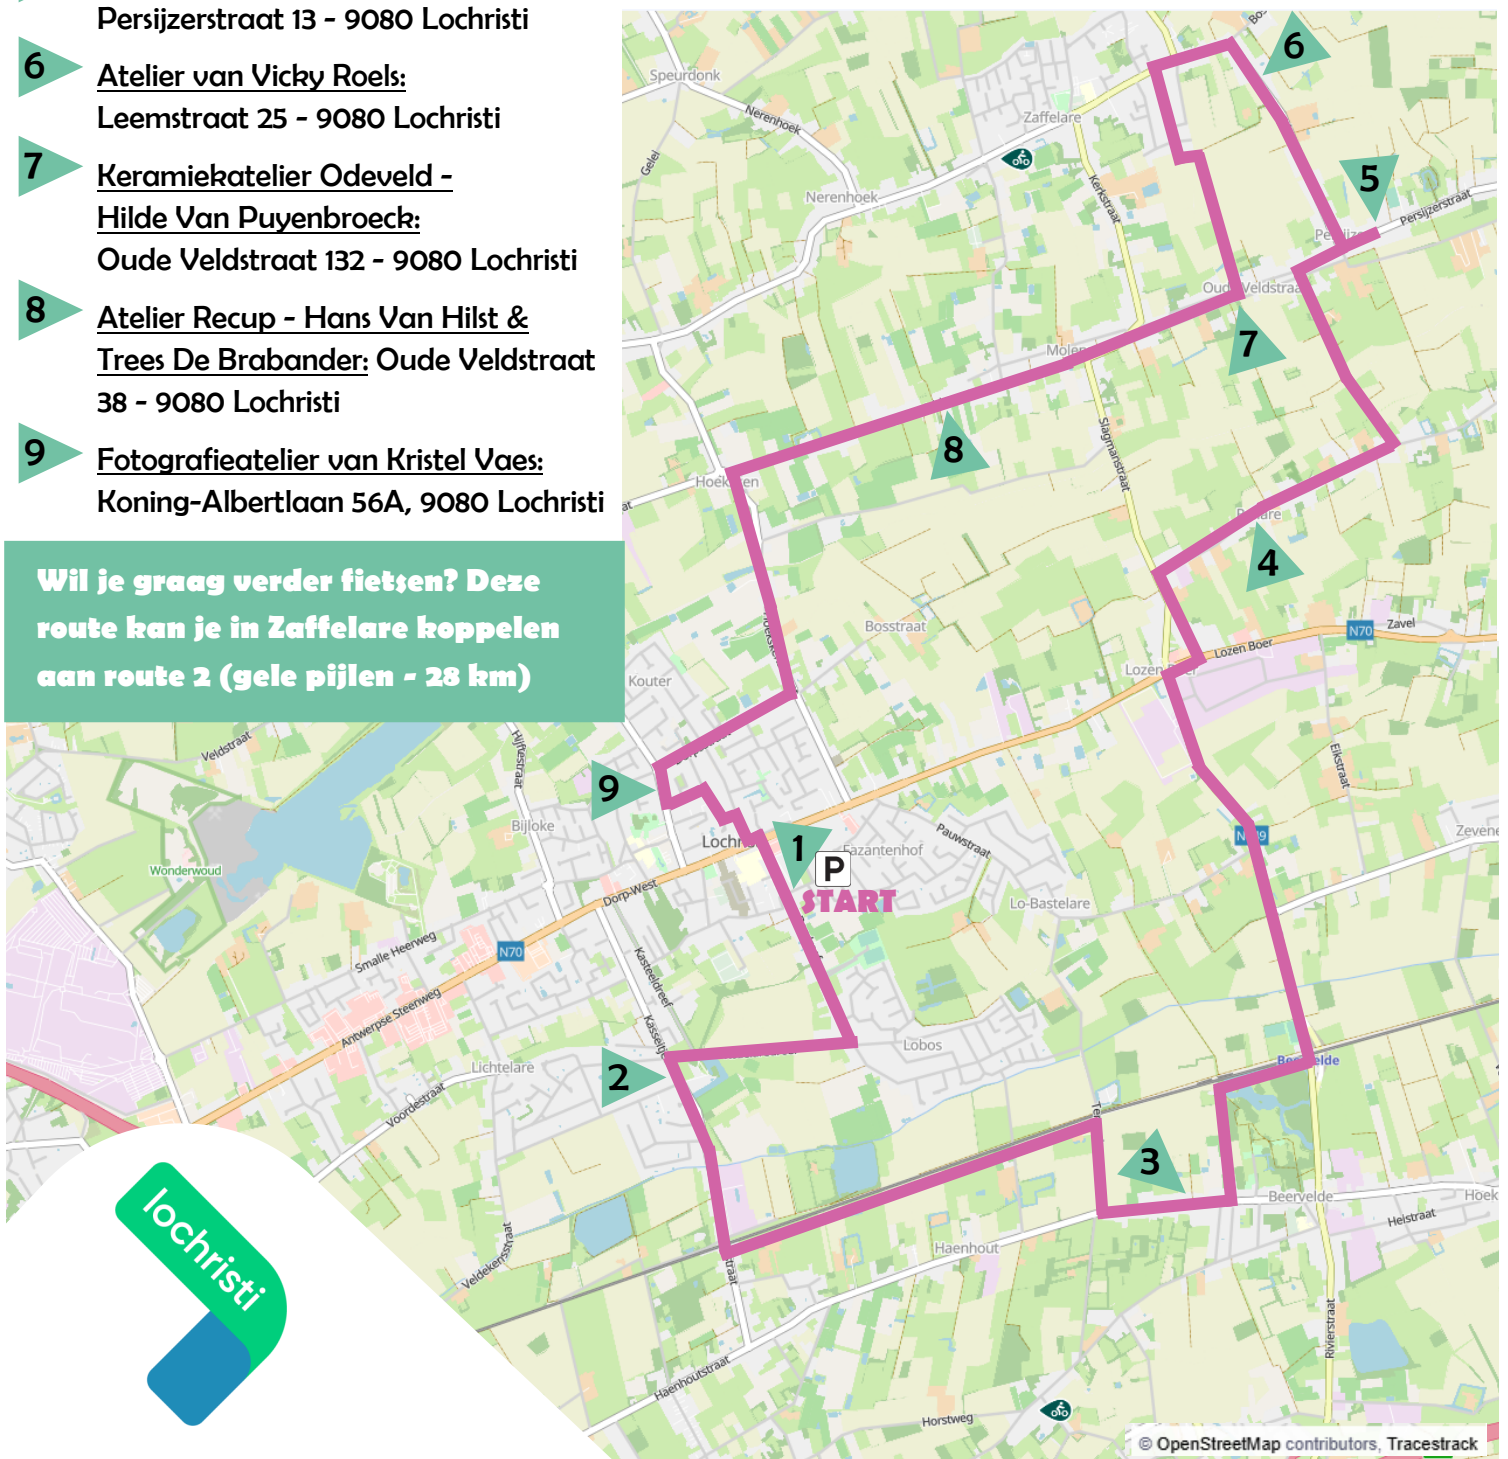 Persijzerstraat 13 - 9080 Lochristi
6
Atelier van Vicky Roels:
Leemstraat 25 - 9080 Lochristi
7
Keramiekatelier Odeveld -
Hilde Van Puyenbroeck:
Oude Veldstraat 132 - 9080 Lochristi
8
Atelier Recup - Hans Van Hilst &
Trees De Brabander: Oude Veldstraat
38 - 9080 Lochristi
9
Fotografieatelier van Kristel Vaes:
Koning-Albertlaan 56A, 9080 Lochristi
Wil je graag verder fietsen? Deze
route kan je in Zaffelare koppelen
aan route 2 (gele pijlen - 28 km)
6
Speurdonk
Nerenhoek
Zaffelare
Gelei
5
Nerenhoek
Kerkstraat
Persijzerstraat
7
8
Slagmanstraat
4
Bosstraat
N70
Zavel
Lozen Boer
Kouter
Veldstraat
Hijftestraat
Eikstraat
9
Bijloke
1
P
START
Fazantenhof
Pauwstraat
Wonderwoud
Dorp-West
Lo-Bastelare
Smalle Heerweg
N70
Kasteeldreef
Antwerpse Steenweg
Lobos
Lichtelare
2
Voordestraat
3
Beervelde
Heistraat
Haenhout
Veldekensstraat
Rivierstraat
Haenhoutstraat
Horstweg
lochristi
© OpenStreetMap contributors, Tracestrack